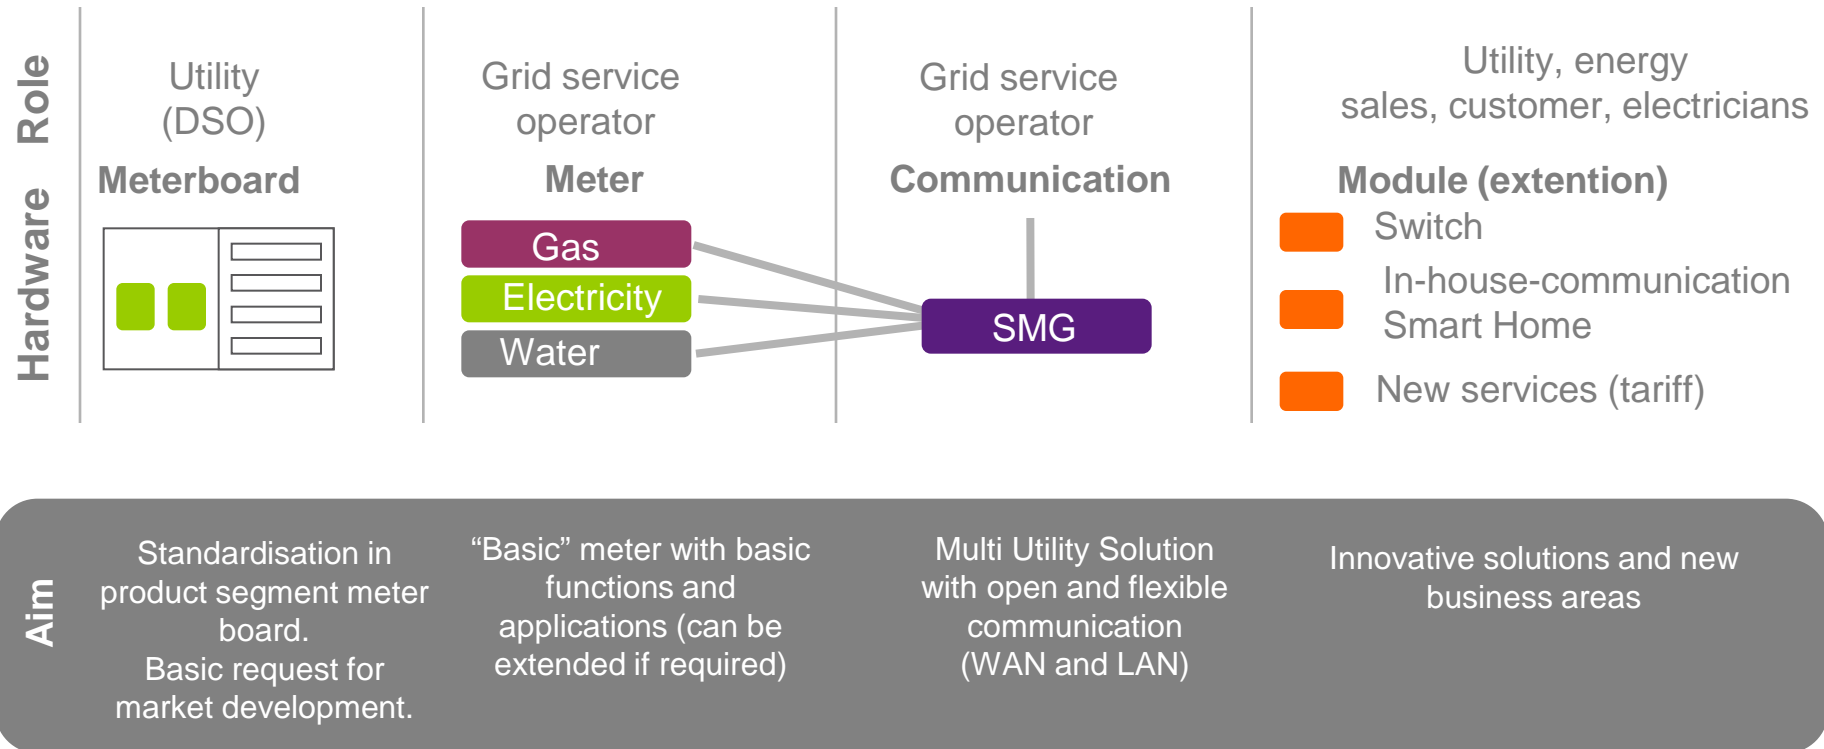 Role
Utility
(DSO)
Grid service
operator
Grid service
operator
Utility, energy
sales, customer, electricians
Hardware
Meterboard
Meter
Gas
Electricity
Water
Communication
SMG
Module (extention)
Switch
In-house-communication
Smart Home
New services (tariff)
Aim
Standardisation in
product segment meter
board.
Basic request for
market development.
“Basic” meter with basic
functions and
applications (can be
extended if required)
Multi Utility Solution
with open and flexible
communication
(WAN and LAN)
Innovative solutions and new
business areas